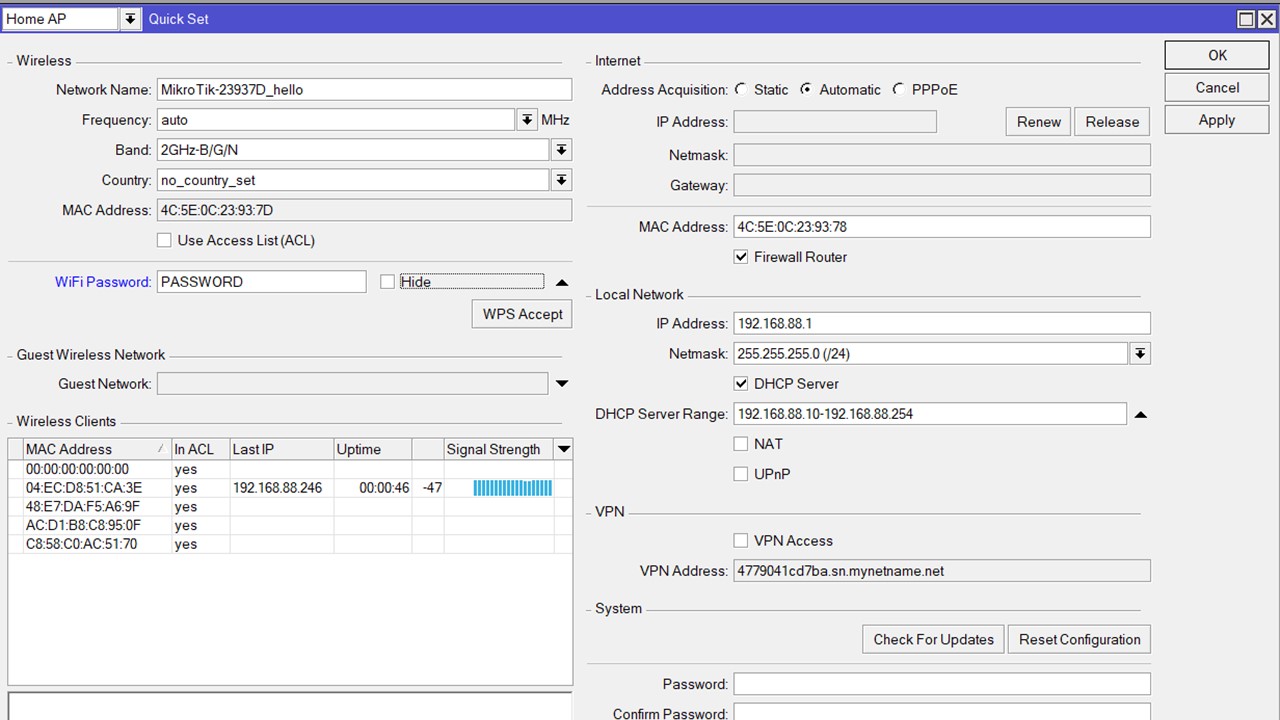 Home AP
Quick Set
Wireless
Network Name: MikroTik-23937D_hello
Frequency: auto MHz
Band: 2GHz-B/G/N
Country: no_country_set
MAC Address: 4C:5E:0C:23:93:7D
Use Access List (ACL)
WiFi Password: PASSWORD Hide
WPS Accept
Guest Wireless Network
Guest Network:
Wireless Clients
MAC Address In ACL Last IP Uptime Signal Strength
00:00:00:00:00:00 yes
04:EC:D8:51:CA:3E yes 192.168.88.246 00:00:46 -47
48:E7:DA:F5:A6:9F yes
AC:D1:B8:C8:95:0F yes
C8:58:C0:AC:51:70 yes
Internet
Address Acquisition: Static Automatic PPPoE
IP Address: Renew Release
Netmask:
Gateway:
MAC Address: 4C:5E:0C:23:93:78
Firewall Router
Local Network
IP Address: 192.168.88.1
Netmask: 255.255.255.0 (/24)
DHCP Server
DHCP Server Range: 192.168.88.10-192.168.88.254
NAT
UPnP
VPN
VPN Access
VPN Address: 4779041cd7ba.sn.mynetname.net
System
Check For Updates Reset Configuration
Password:
Confirm Password:
OK
Cancel
Apply